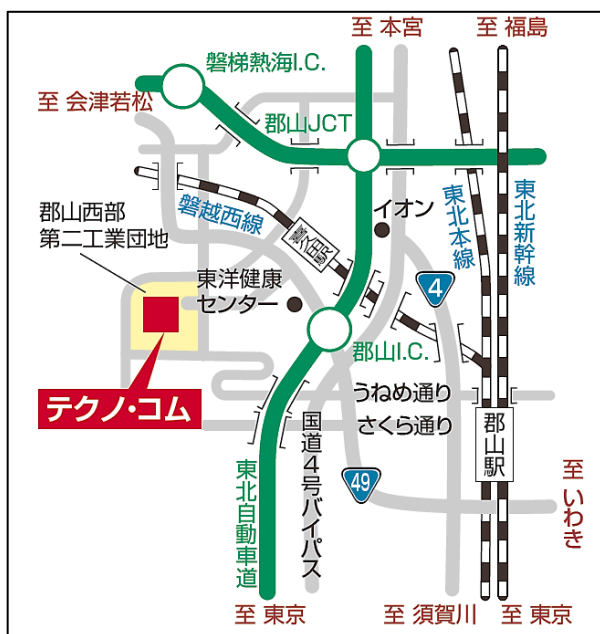 至 本宮
至 福島
磐梯熱海I.C.
至 会津若松
郡山JCT
郡山西部
第二工業団地
磐越西線
喜久田駅
イオン
東北本線
東北新幹線
東洋健康
センター
4
郡山I.C.
テクノ・コム
うねめ通り
さくら通り
郡山駅
国道4号バイパス
49
東北自動車道
至 いわき
至 東京
至 須賀川
至 東京